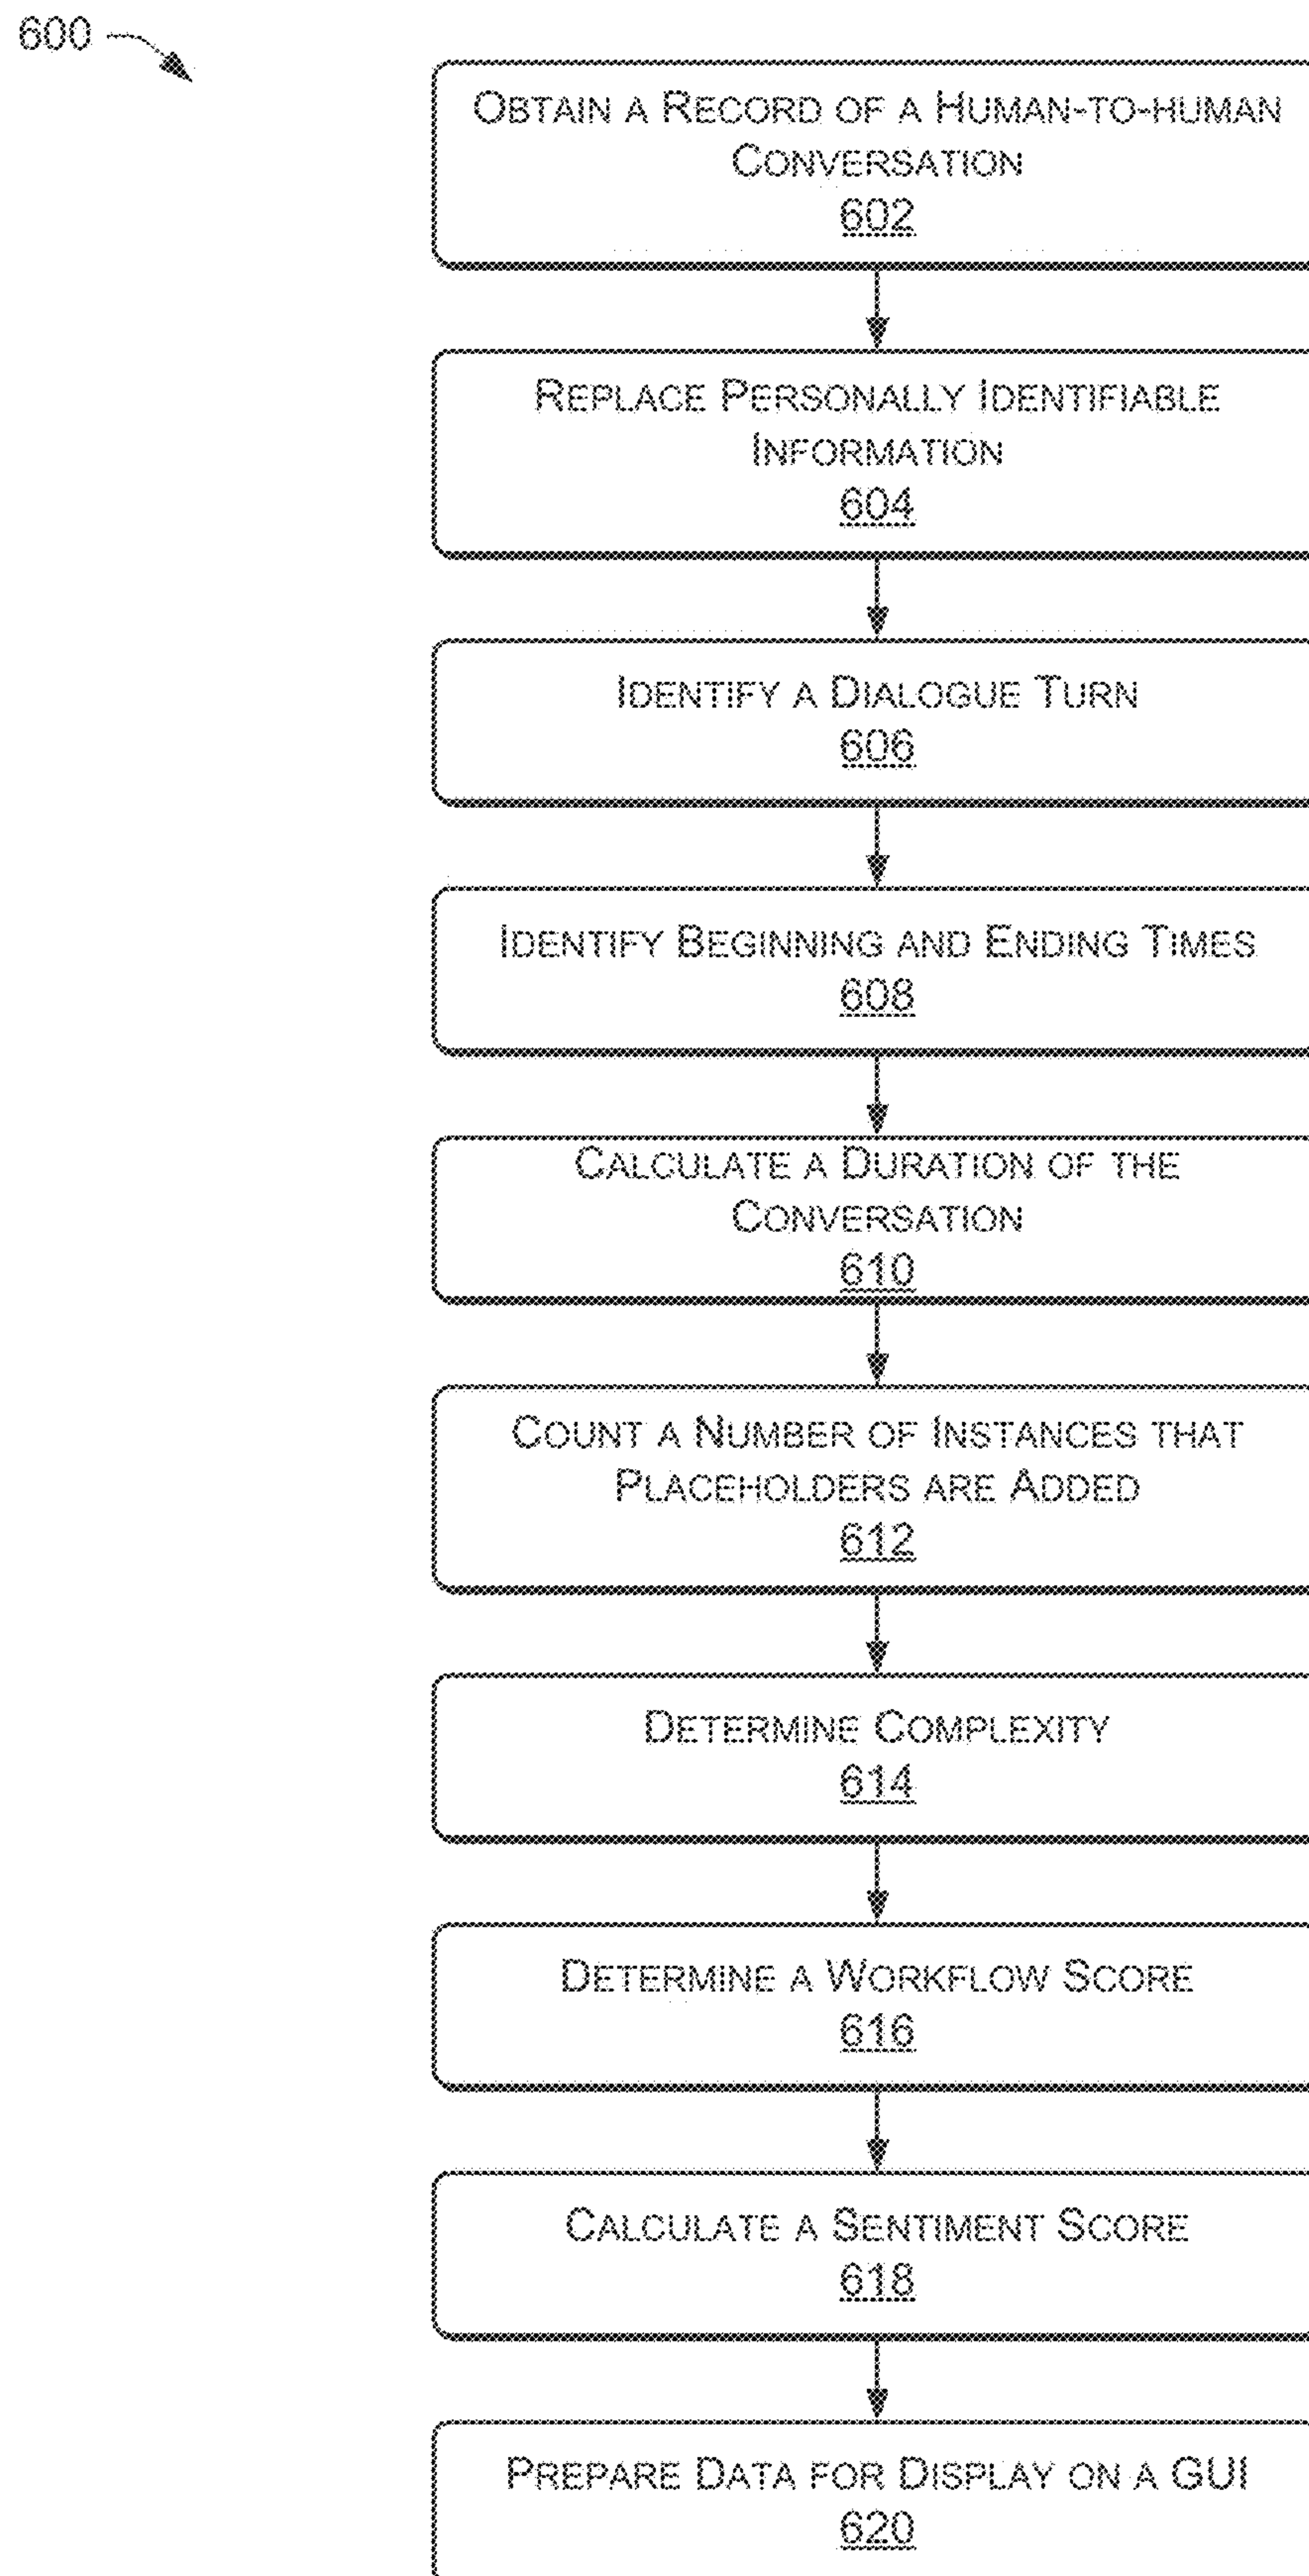 600
OBTAIN A RECORD OF A HUMAN-TO-HUMAN
CONVERSATION
602
REPLACE PERSONALLY IDENTIFIABLE
INFORMATION
604
IDENTIFY A DIALOGUE TURN
606
IDENTIFY BEGINNING AND ENDING TIMES
608
CALCULATE A DURATION OF THE
CONVERSATION
610
COUNT A NUMBER OF INSTANCES THAT
PLACEHOLDERS ARE ADDED
612
DETERMINE COMPLEXITY
614
DETERMINE A WORKFLOW SCORE
616
CALCULATE A SENTIMENT SCORE
618
PREPARE DATA FOR DISPLAY ON A GUI
620